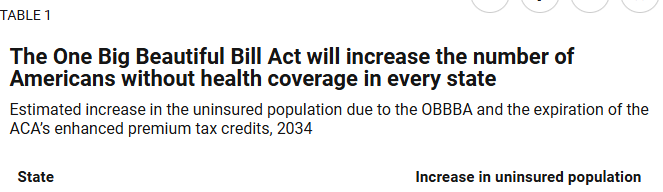 TABLE 1
The One Big Beautiful Bill Act will increase the number of
Americans without health coverage in every state
Estimated increase in the uninsured population due to the OBBBA and the expiration of the
ACA’s enhanced premium tax credits, 2034
State Increase in uninsured population